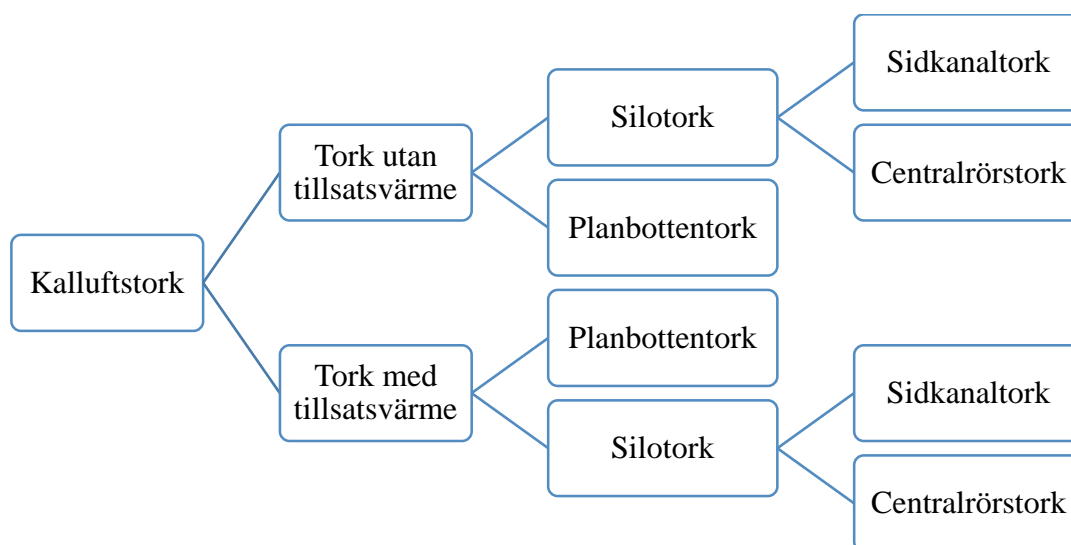 Kalluftstork
Tork utan
tillsatsvärme
Silotork
Sidkanaltork
Centralrörstork
Planbottentork
Tork med
tillsatsvärme
Planbottentork
Silotork
Sidkanaltork
Centralrörstork